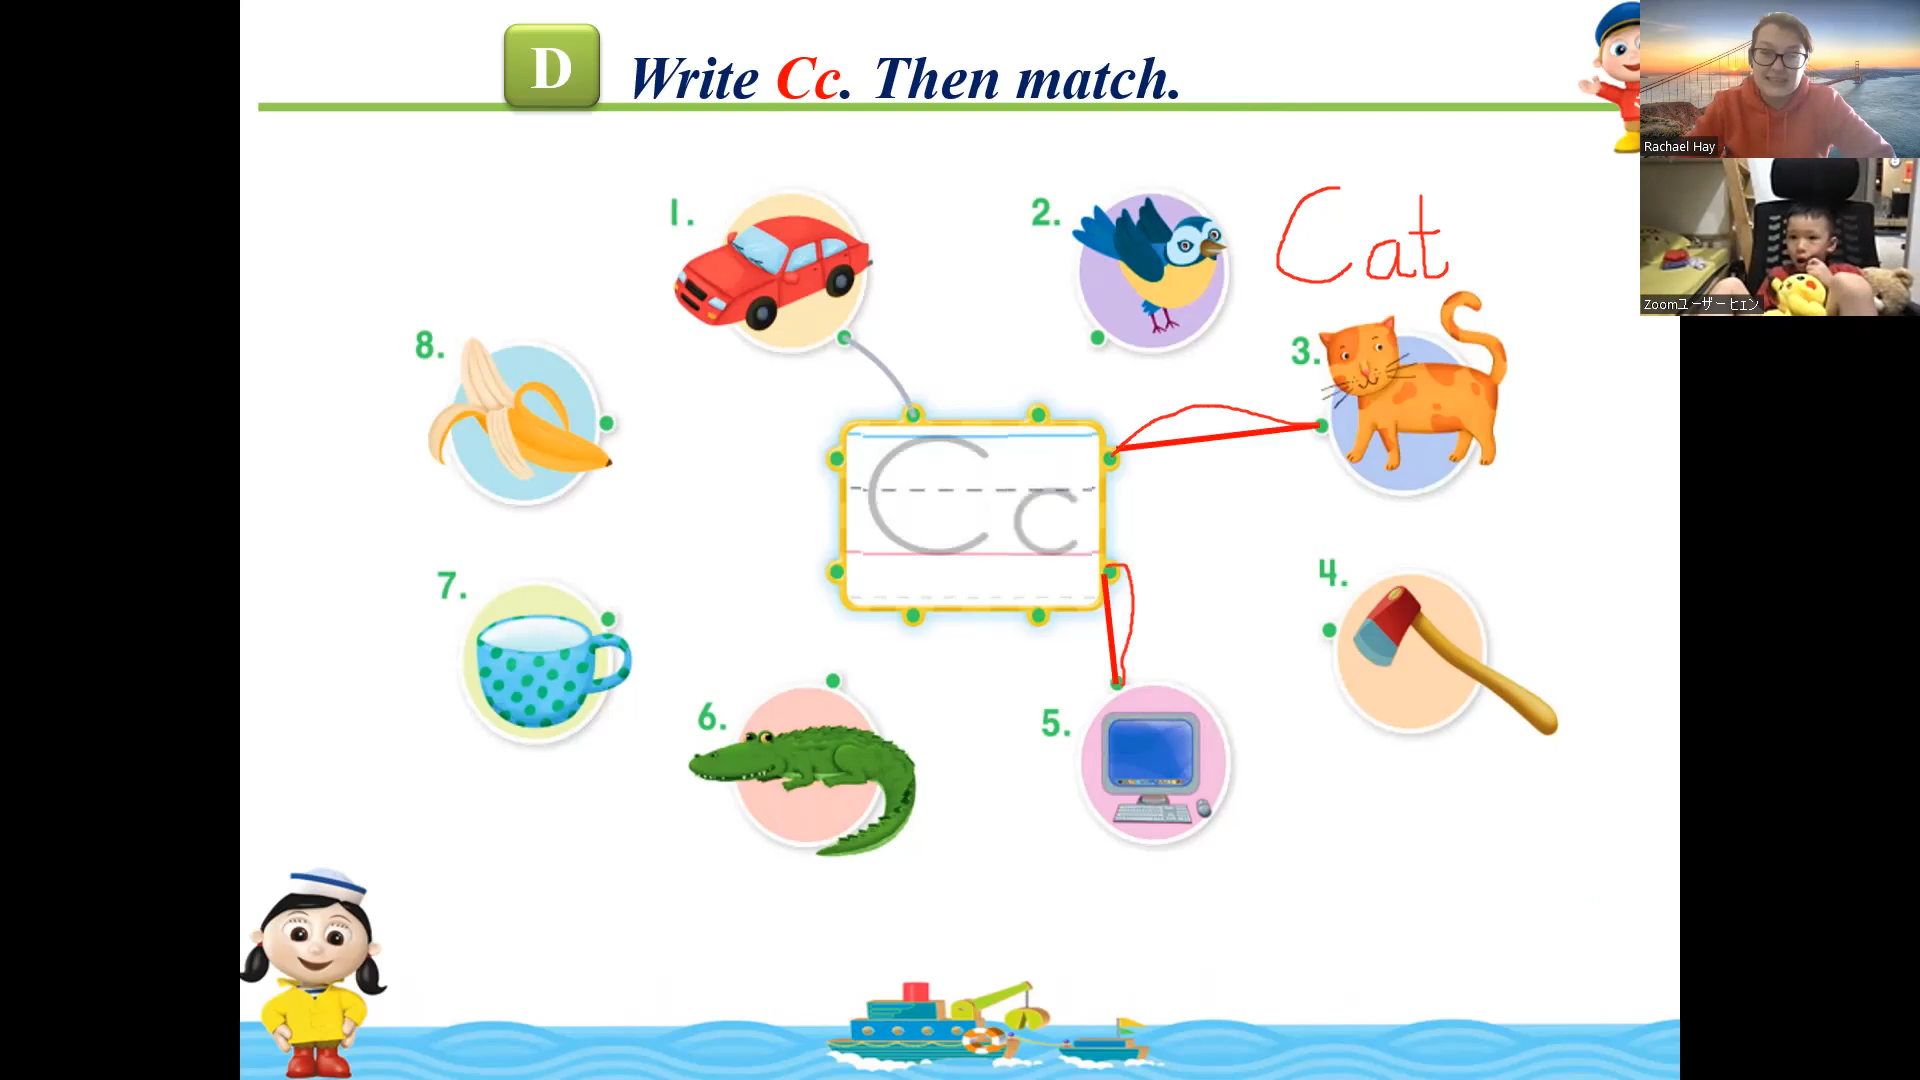 D Write Cc. Then match.
Rachael Hay
1.
2.
Cat
Zoomユーザーヒェン
8.
3.
Cc
7.
4.
6.
5.